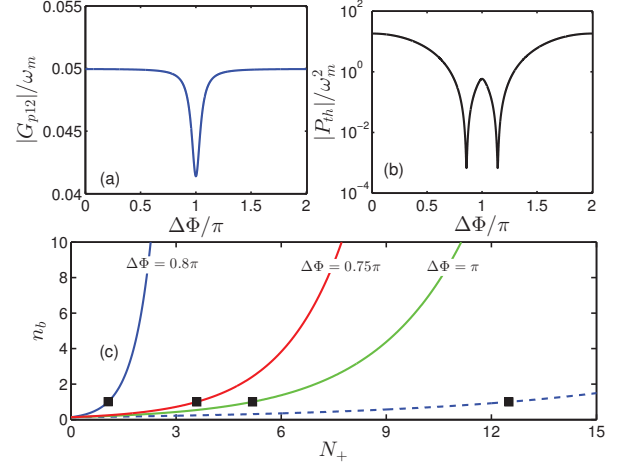 0.055
0.05
0.045
0.04
|G_{p12}|/ω_m
(a)
0 0.5 1 1.5 2
ΔΦ/π
10^2
10^0
10^{-2}
10^{-4}
|P_{th}|/ω_m^2
(b)
0 0.5 1 1.5 2
ΔΦ/π
10
8
6
4
2
0
n_b
ΔΦ = 0.8π
ΔΦ = 0.75π
ΔΦ = π
(c)
0 3 6 9 12 15
N_+